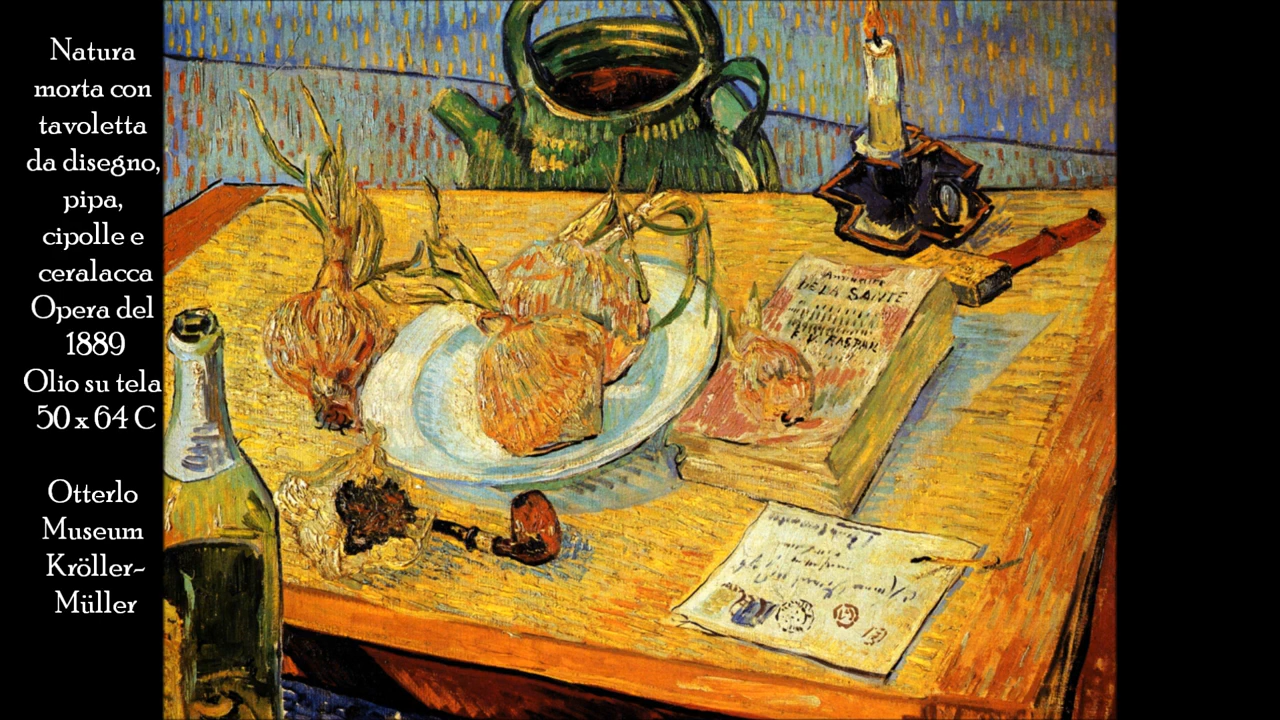 Natura
morta con
tavoletta
da disegno,
pipa,
cipolle e
ceralacca
Opera del
1889
Olio su tela
50 x 64 C
Otterlo
Museum
Kröller-
Müller
DE LA SANTE
F. V. RASPAIL